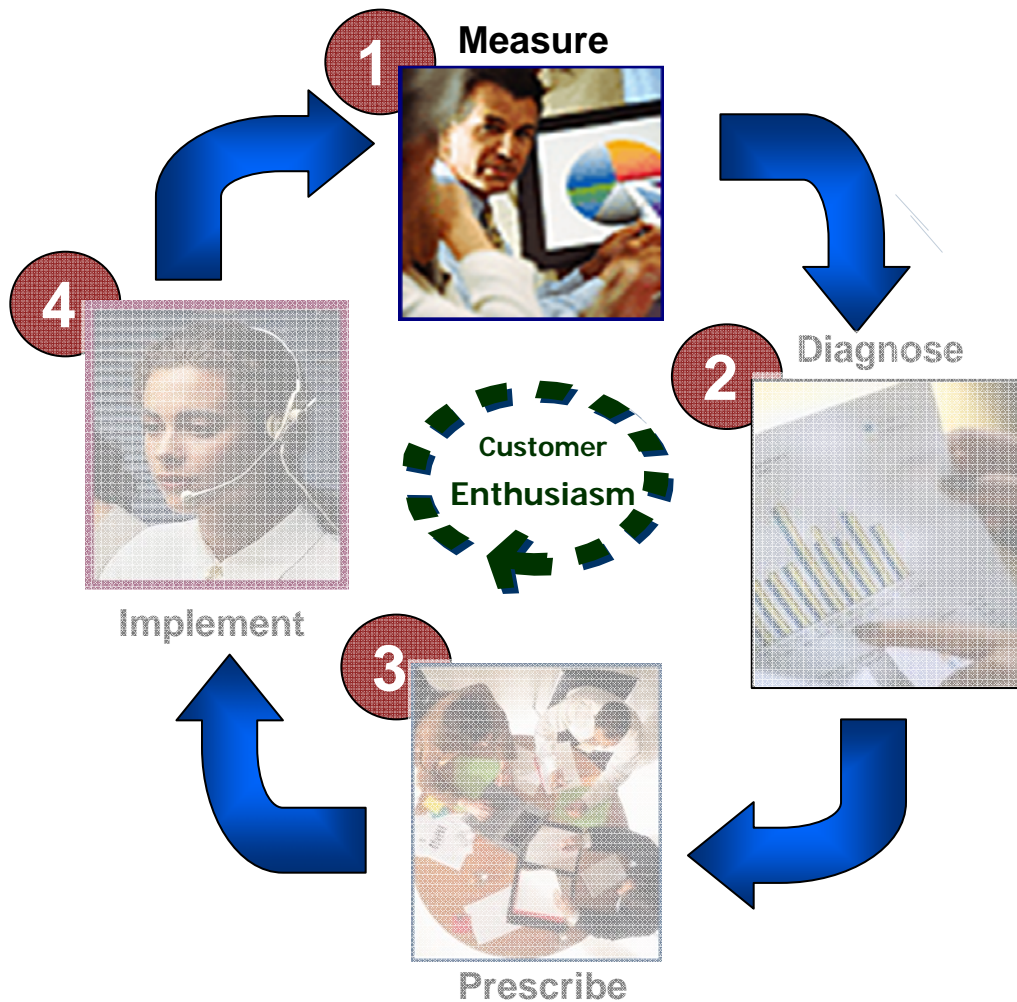 1
Measure
2
Diagnose
Customer
Enthusiasm
3
Prescribe
4
Implement